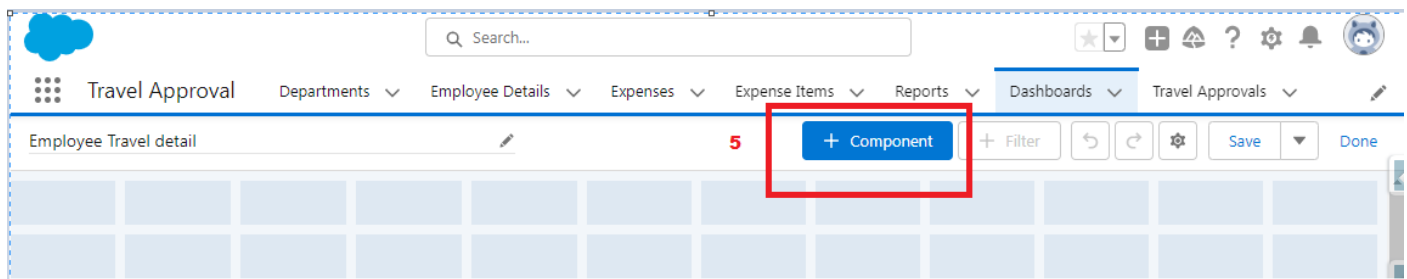 Search...
Travel Approval Departments Employee Details Expenses Expense Items Reports Dashboards Travel Approvals
Employee Travel detail 5 + Component + Filter Save Done